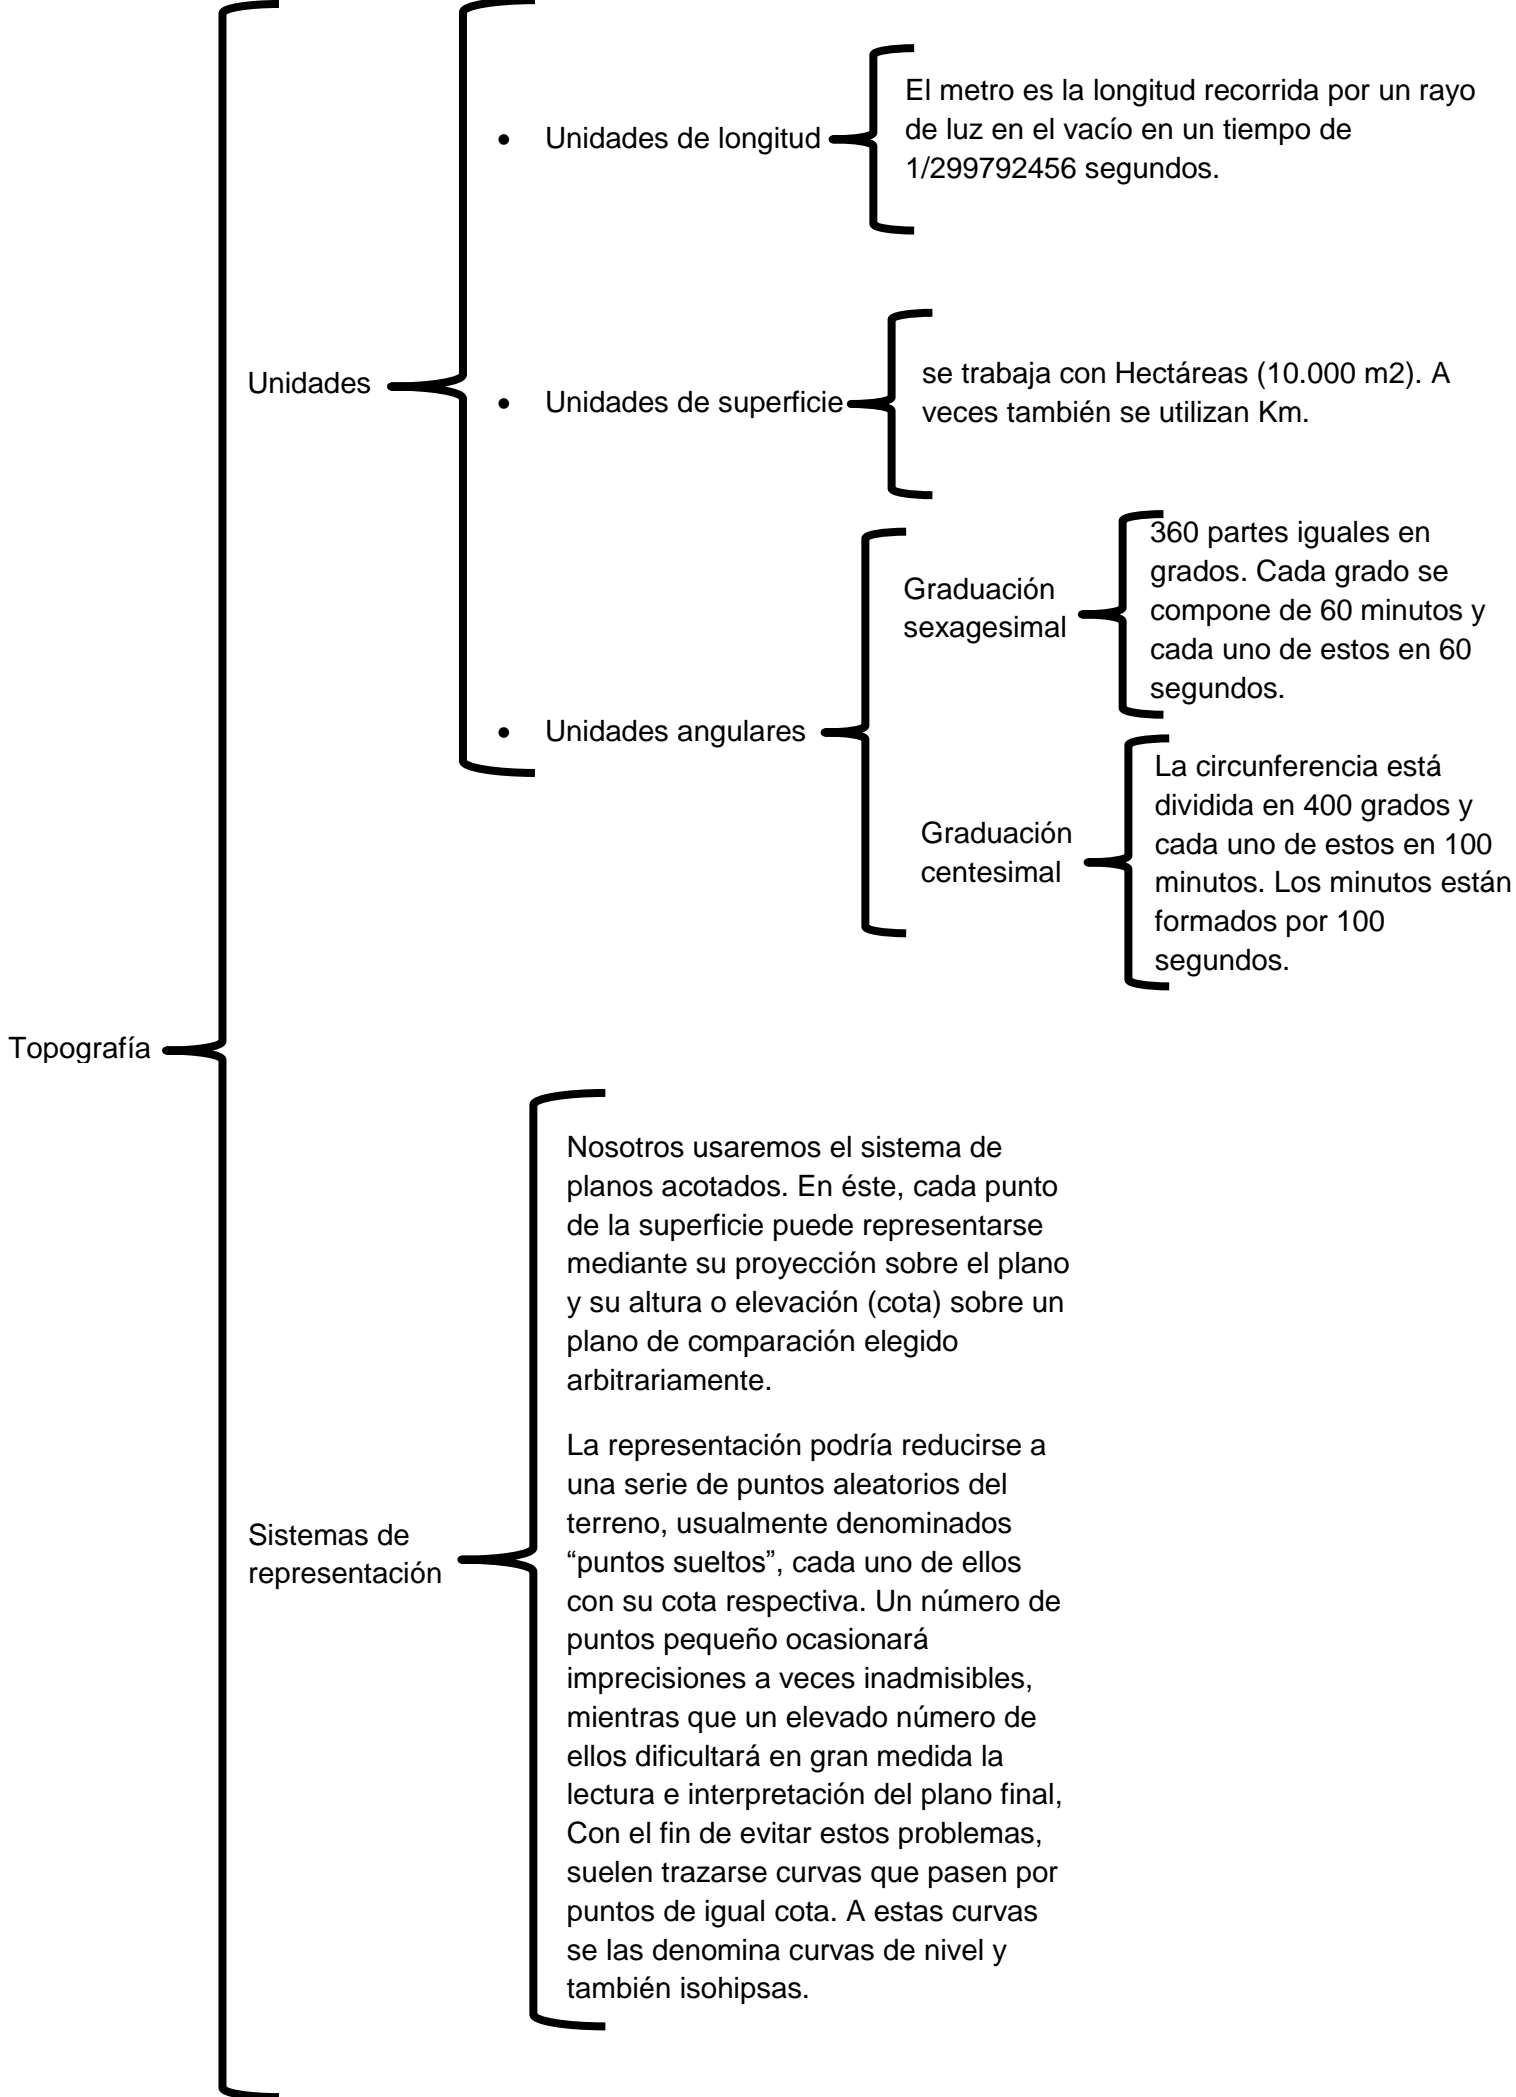 Topografía
Unidades
• Unidades de longitud
El metro es la longitud recorrida por un rayo
de luz en el vacío en un tiempo de
1/299792456 segundos.
• Unidades de superficie
se trabaja con Hectáreas (10.000 m2). A
veces también se utilizan Km.
• Unidades angulares
Graduación
sexagesimal
360 partes iguales en
grados. Cada grado se
compone de 60 minutos y
cada uno de estos en 60
segundos.
Graduación
centesimal
La circunferencia está
dividida en 400 grados y
cada uno de estos en 100
minutos. Los minutos están
formados por 100
segundos.
Sistemas de
representación
Nosotros usaremos el sistema de
planos acotados. En éste, cada punto
de la superficie puede representarse
mediante su proyección sobre el plano
y su altura o elevación (cota) sobre un
plano de comparación elegido
arbitrariamente.
La representación podría reducirse a
una serie de puntos aleatorios del
terreno, usualmente denominados
“puntos sueltos”, cada uno de ellos
con su cota respectiva. Un número de
puntos pequeño ocasionará
imprecisiones a veces inadmisibles,
mientras que un elevado número de
ellos dificultará en gran medida la
lectura e interpretación del plano final,
Con el fin de evitar estos problemas,
suelen trazarse curvas que pasen por
puntos de igual cota. A estas curvas
se las denomina curvas de nivel y
también isohipsas.